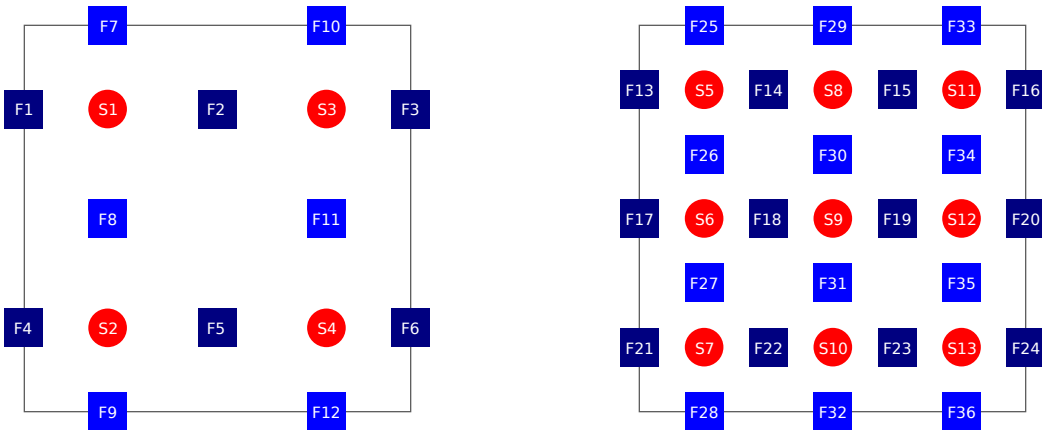 F7 F10
F1 S1 F2 S3 F3
F8 F11
F4 S2 F5 S4 F6
F9 F12
F25 F29 F33
F13 S5 F14 S8 F15 S11 F16
F26 F30 F34
F17 S6 F18 S9 F19 S12 F20
F27 F31 F35
F21 S7 F22 S10 F23 S13 F24
F28 F32 F36